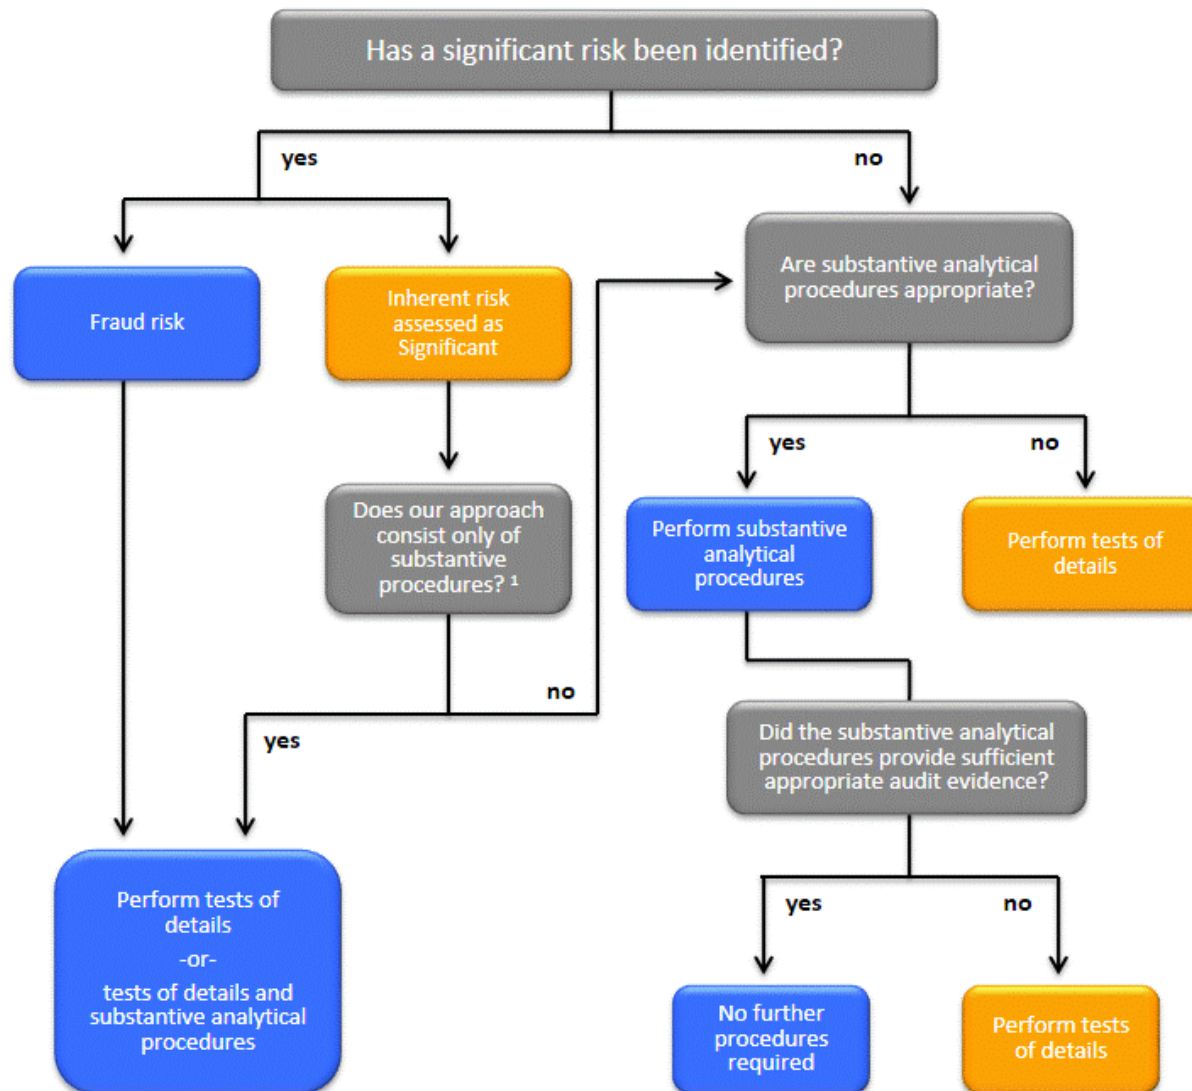 Has a significant risk been identified?
yes
no
Fraud risk
Inherent risk
assessed as
Significant
Are substantive analytical
procedures appropriate?
Does our approach
consist only of
substantive
procedures? ¹
yes
no
Perform substantive
analytical
procedures
Perform tests of
details
no
yes
Did the substantive analytical
procedures provide sufficient
appropriate audit evidence?
Perform tests of
details
-or-
tests of details and
substantive analytical
procedures
yes
no
No further
procedures
required
Perform tests
of details